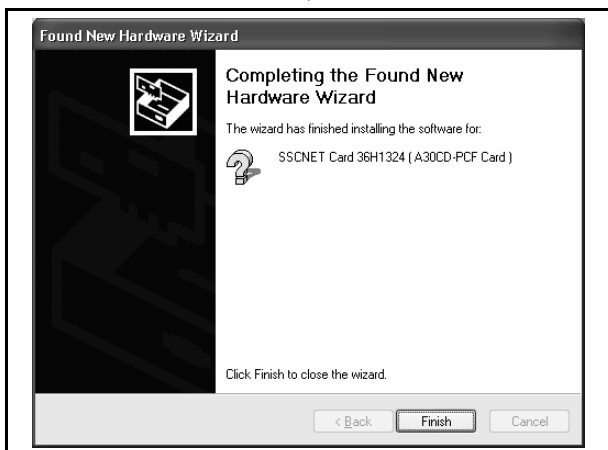 Found New Hardware Wizard
Completing the Found New
Hardware Wizard
The wizard has finished installing the software for:
SSCNET Card 36H1324 ( A30CD-PCF Card )
Click Finish to close the wizard.
< Back
Finish
Cancel